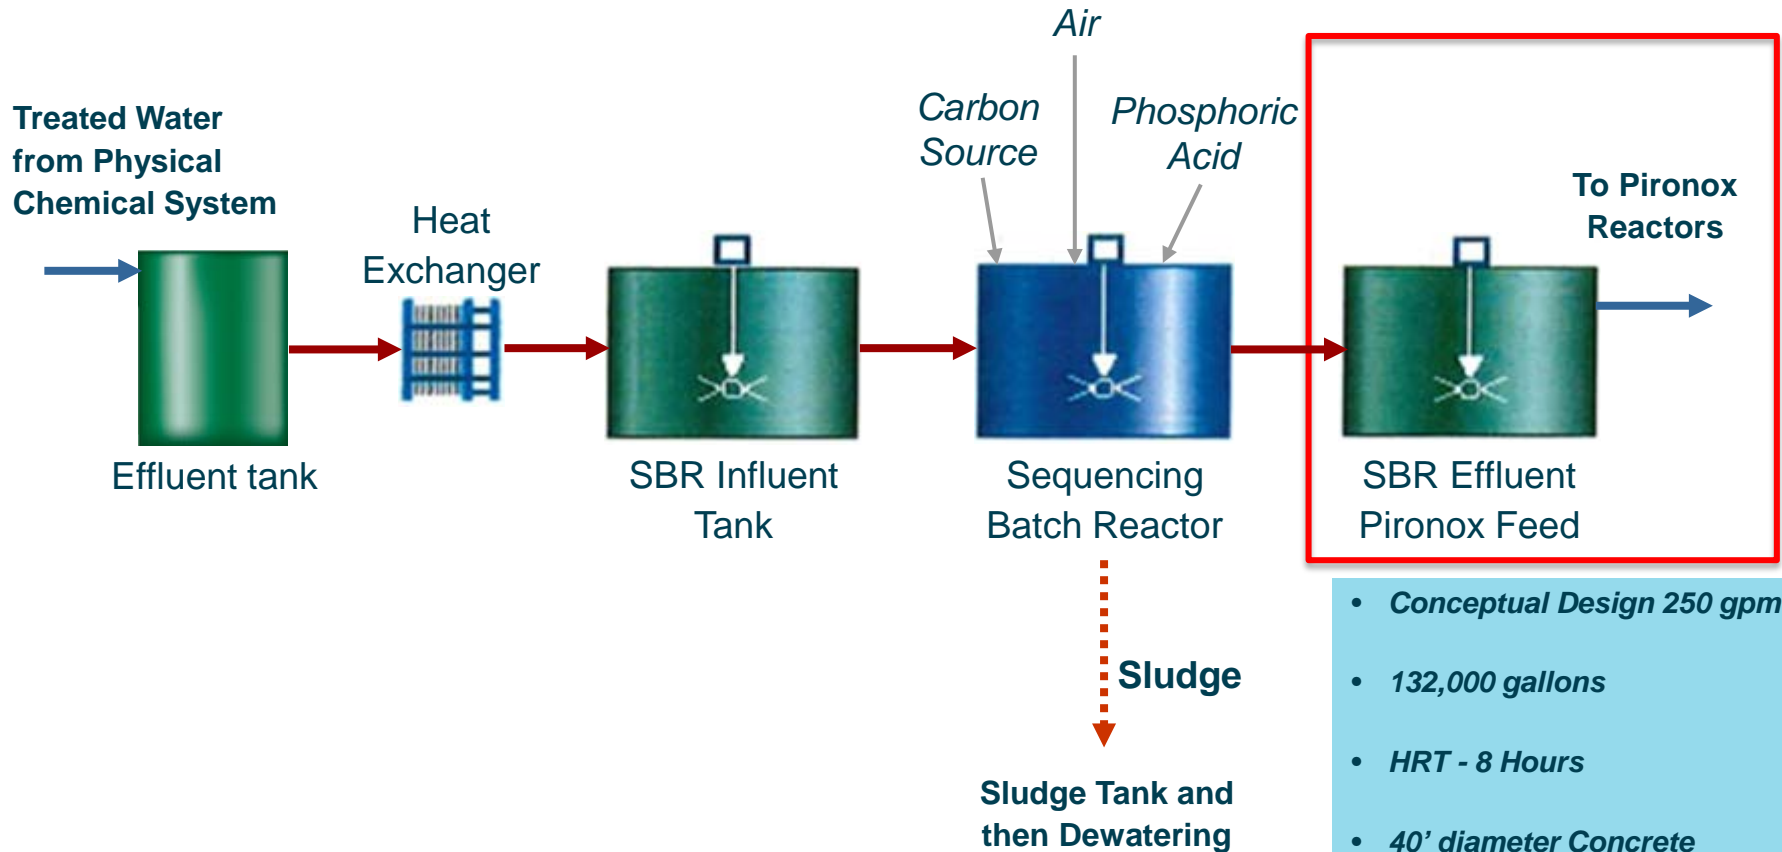 Treated Water
from Physical
Chemical System
Effluent tank
Heat
Exchanger
SBR Influent
Tank
Carbon
Source
Air
Phosphoric
Acid
Sequencing
Batch Reactor
Sludge
Sludge Tank and
then Dewatering
To Pironox
Reactors
SBR Effluent
Pironox Feed
• Conceptual Design 250 gpm
• 132,000 gallons
• HRT - 8 Hours
• 40’ diameter Concrete